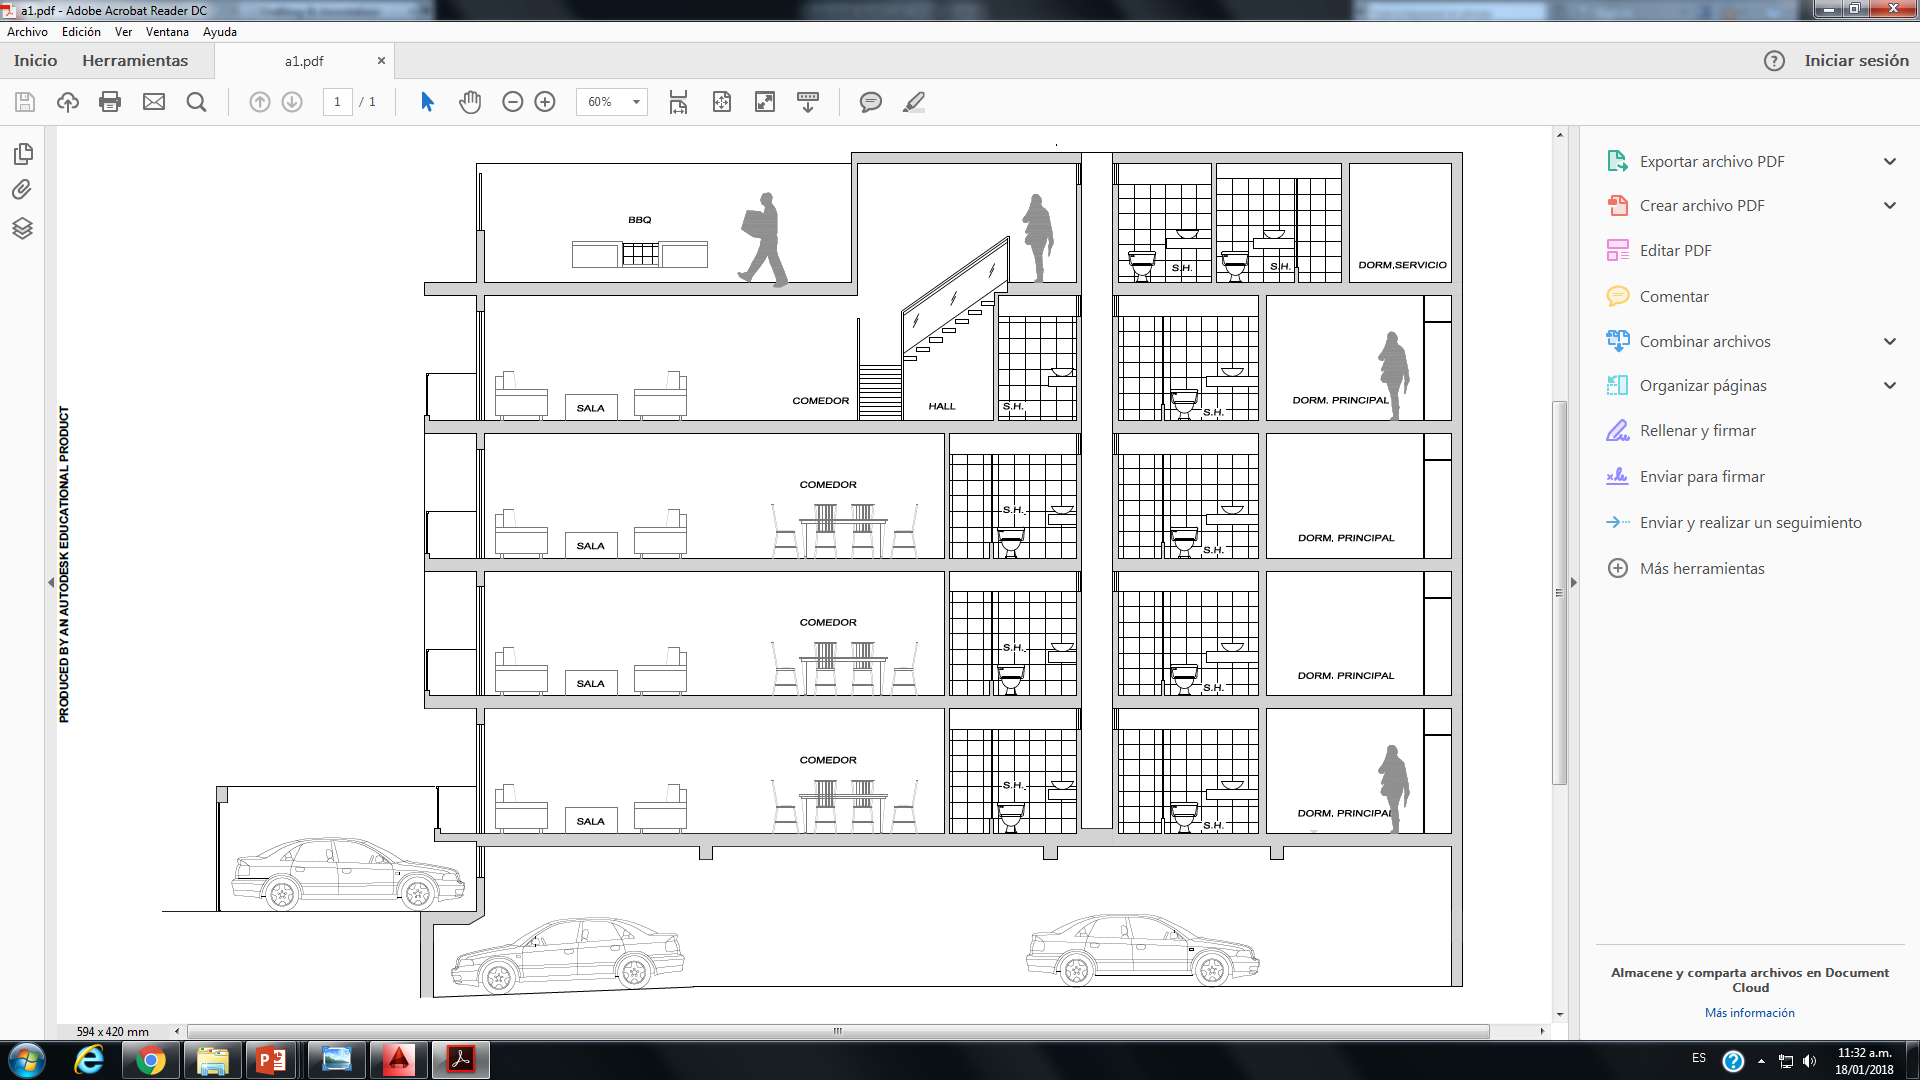 a1.pdf - Adobe Acrobat Reader DC
Archivo Edición Ver Ventana Ayuda
Inicio Herramientas a1.pdf Iniciar sesión
1 / 1 60%
BBQ
S.H. S.H. DORM,SERVICIO
SALA COMEDOR HALL S.H. S.H. DORM. PRINCIPAL
COMEDOR
SALA S.H. S.H. DORM, PRINCIPAL
COMEDOR
SALA S.H. S.H. DORM. PRINCIPAL
COMEDOR
SALA S.H. S.H. DORM, PRINCIPAL
PRODUCED BY AN AUTODESK EDUCATIONAL PRODUCT
Exportar archivo PDF
Crear archivo PDF
Editar PDF
Comentar
Combinar archivos
Organizar páginas
Rellenar y firmar
Enviar para firmar
Enviar y realizar un seguimiento
Más herramientas
Almacene y comparta archivos en Document
Cloud
Más información
594 x 420 mm
ES 11:32 a.m.
18/01/2018